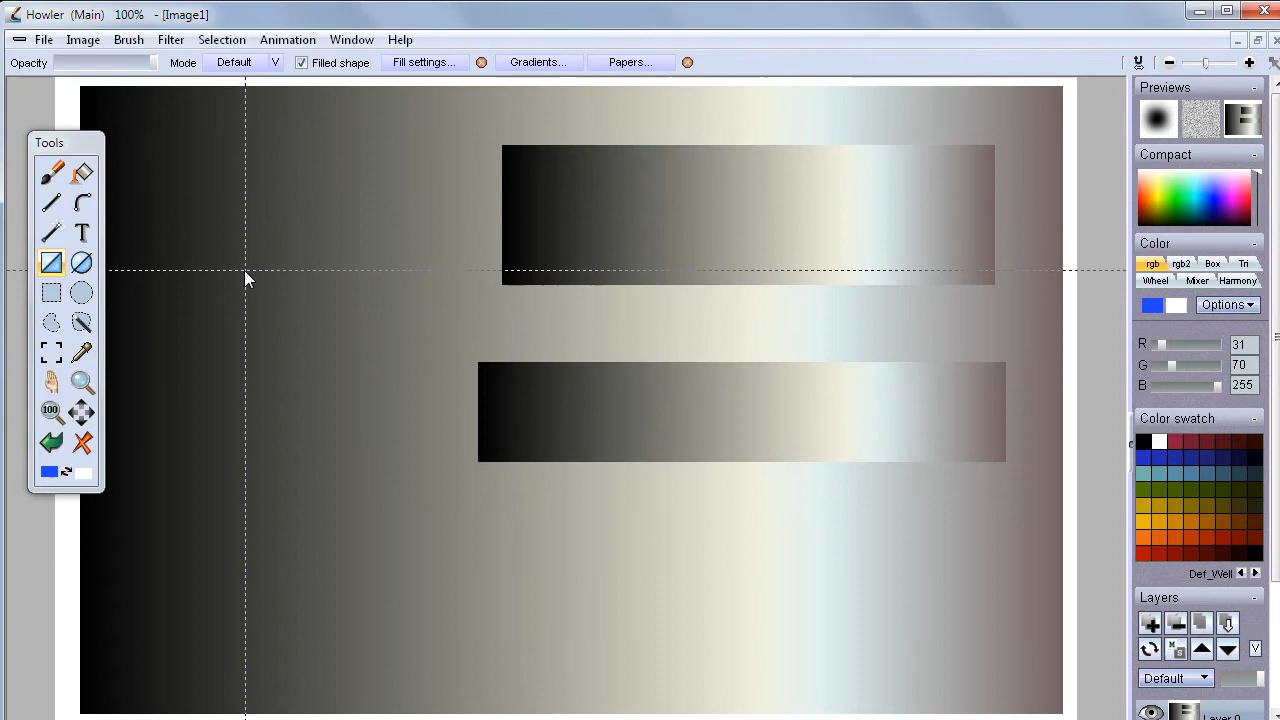 Howler (Main) 100% - [Image1]
File Image Brush Filter Selection Animation Window Help
Opacity Mode Default V Filled shape Fill settings... Gradients... Papers...
Tools
T
100
Previews
Compact
Color
rgb rgb2 Box Tri
Wheel Mixer Harmony
Options
R 31
G 70
B 255
Color swatch
Def_Well
Layers
M S V
Default
Layer 0